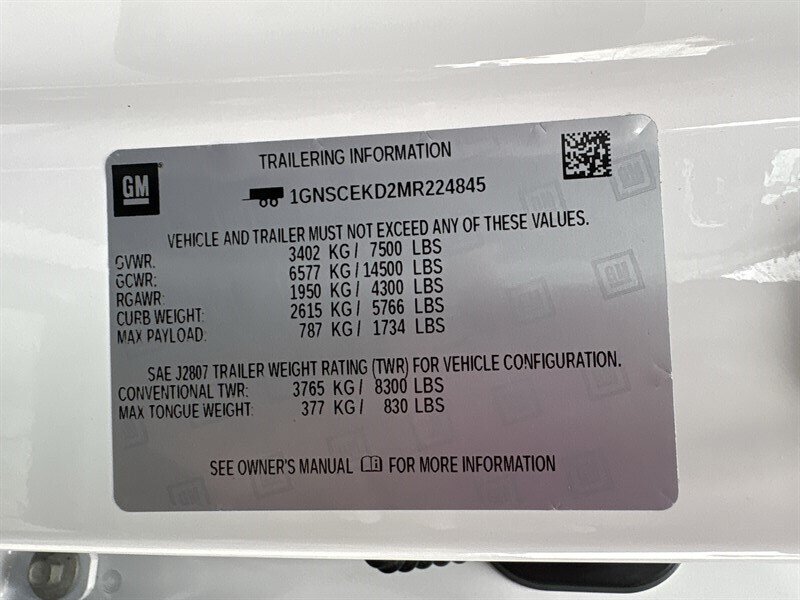 GM
TRAILERING INFORMATION
1GNSCEKD2MR224845
VEHICLE AND TRAILER MUST NOT EXCEED ANY OF THESE VALUES.
GVWR: 3402 KG / 7500 LBS
GCWR: 6577 KG / 14500 LBS
RGAWR: 1950 KG / 4300 LBS
CURB WEIGHT: 2615 KG / 5766 LBS
MAX PAYLOAD: 787 KG / 1734 LBS
SAE J2807 TRAILER WEIGHT RATING (TWR) FOR VEHICLE CONFIGURATION.
CONVENTIONAL TWR: 3765 KG / 8300 LBS
MAX TONGUE WEIGHT: 377 KG / 830 LBS
SEE OWNER'S MANUAL FOR MORE INFORMATION